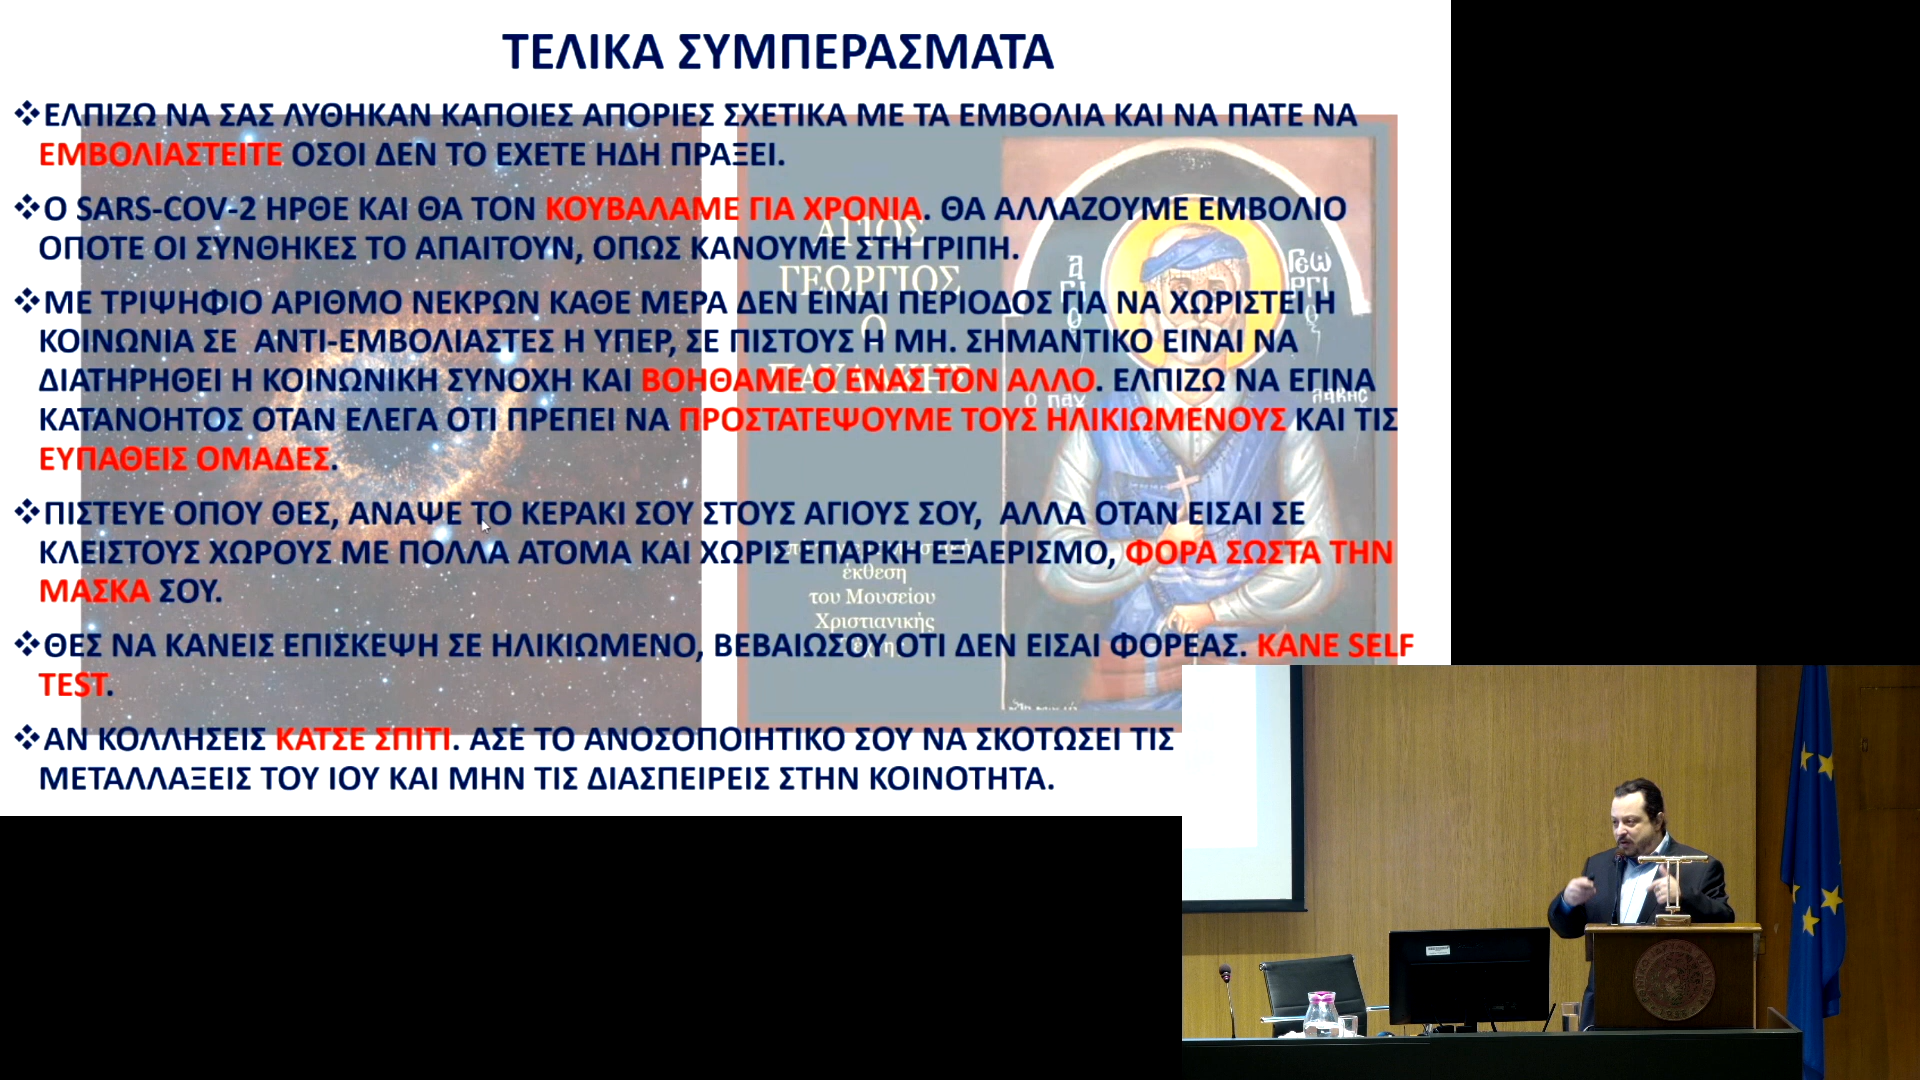 ΤΕΛΙΚΑ ΣΥΜΠΕΡΑΣΜΑΤΑ
❖ΕΛΠΙΖΩ ΝΑ ΣΑΣ ΛΥΘΗΚΑΝ ΚΑΠΟΙΕΣ ΑΠΟΡΙΕΣ ΣΧΕΤΙΚΑ ΜΕ ΤΑ ΕΜΒΟΛΙΑ ΚΑΙ ΝΑ ΠΑΤΕ ΝΑ
ΕΜΒΟΛΙΑΣΤΕΙΤΕ ΟΣΟΙ ΔΕΝ ΤΟ ΕΧΕΤΕ ΗΔΗ ΠΡΑΞΕΙ.
❖Ο SARS-COV-2 ΗΡΘΕ ΚΑΙ ΘΑ ΤΟΝ ΚΟΥΒΑΛΑΜΕ ΓΙΑ ΧΡΟΝΙΑ. ΘΑ ΑΛΛΑΖΟΥΜΕ ΕΜΒΟΛΙΟ
ΟΠΟΤΕ ΟΙ ΣΥΝΘΗΚΕΣ ΤΟ ΑΠΑΙΤΟΥΝ, ΟΠΩΣ ΚΑΝΟΥΜΕ ΣΤΗ ΓΡΙΠΗ.
❖ΜΕ ΤΡΙΨΗΦΙΟ ΑΡΙΘΜΟ ΝΕΚΡΩΝ ΚΑΘΕ ΜΕΡΑ ΔΕΝ ΕΙΝΑΙ ΠΕΡΙΟΔΟΣ ΓΙΑ ΝΑ ΧΩΡΙΣΤΕΙ Η
ΚΟΙΝΩΝΙΑ ΣΕ  ΑΝΤΙ-ΕΜΒΟΛΙΑΣΤΕΣ Η ΥΠΕΡ, ΣΕ ΠΙΣΤΟΥΣ Η ΜΗ. ΣΗΜΑΝΤΙΚΟ ΕΙΝΑΙ ΝΑ
ΔΙΑΤΗΡΗΘΕΙ Η ΚΟΙΝΩΝΙΚΗ ΣΥΝΟΧΗ ΚΑΙ ΒΟΗΘΑΜΕ Ο ΕΝΑΣ ΤΟΝ ΑΛΛΟ. ΕΛΠΙΖΩ ΝΑ ΕΓΙΝΑ
ΚΑΤΑΝΟΗΤΟΣ ΟΤΑΝ ΕΛΕΓΑ ΟΤΙ ΠΡΕΠΕΙ ΝΑ ΠΡΟΣΤΑΤΕΨΟΥΜΕ ΤΟΥΣ ΗΛΙΚΙΩΜΕΝΟΥΣ ΚΑΙ ΤΙΣ
ΕΥΠΑΘΕΙΣ ΟΜΑΔΕΣ.
❖ΠΙΣΤΕΥΕ ΟΠΟΥ ΘΕΣ, ΑΝΑΨΕ ΤΟ ΚΕΡΑΚΙ ΣΟΥ ΣΤΟΥΣ ΑΓΙΟΥΣ ΣΟΥ,  ΑΛΛΑ ΟΤΑΝ ΕΙΣΑΙ ΣΕ
ΚΛΕΙΣΤΟΥΣ ΧΩΡΟΥΣ ΜΕ ΠΟΛΛΑ ΑΤΟΜΑ ΚΑΙ ΧΩΡΙΣ ΕΠΑΡΚΗ ΕΞΑΕΡΙΣΜΟ, ΦΟΡΑ ΣΩΣΤΑ ΤΗΝ
ΜΑΣΚΑ ΣΟΥ.
❖ΘΕΣ ΝΑ ΚΑΝΕΙΣ ΕΠΙΣΚΕΨΗ ΣΕ ΗΛΙΚΙΩΜΕΝΟ, ΒΕΒΑΙΩΣΟΥ ΟΤΙ ΔΕΝ ΕΙΣΑΙ ΦΟΡΕΑΣ. ΚΑΝΕ SELF
TEST.
❖ΑΝ ΚΟΛΛΗΣΕΙΣ ΚΑΤΣΕ ΣΠΙΤΙ. ΑΣΕ ΤΟ ΑΝΟΣΟΠΟΙΗΤΙΚΟ ΣΟΥ ΝΑ ΣΚΟΤΩΣΕΙ ΤΙΣ
ΜΕΤΑΛΛΑΞΕΙΣ ΤΟΥ ΙΟΥ ΚΑΙ ΜΗΝ ΤΙΣ ΔΙΑΣΠΕΙΡΕΙΣ ΣΤΗΝ ΚΟΙΝΟΤΗΤΑ.
ΑΓΙΟΣ
ΓΕΩΡΓΙΟΣ
Ο
ΠΑΥΛΑΚΗΣ
έκθεση
του Μουσείου
Χριστιανικής
Τέχνης